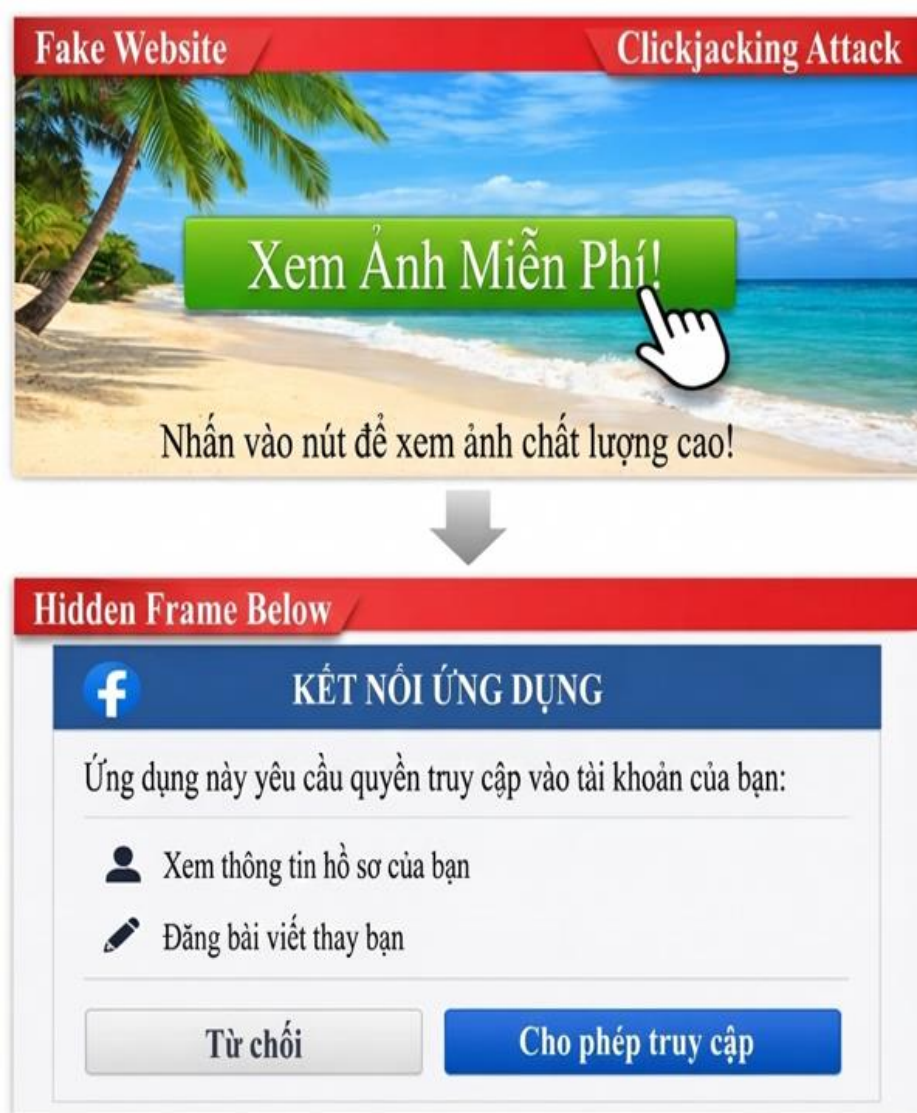 Fake Website
Clickjacking Attack
Xem Ảnh Miễn Phí!
Nhấn vào nút để xem ảnh chất lượng cao!
Hidden Frame Below
KẾT NỐI ỨNG DỤNG
Ứng dụng này yêu cầu quyền truy cập vào tài khoản của bạn:
Xem thông tin hồ sơ của bạn
Đăng bài viết thay bạn
Từ chối
Cho phép truy cập